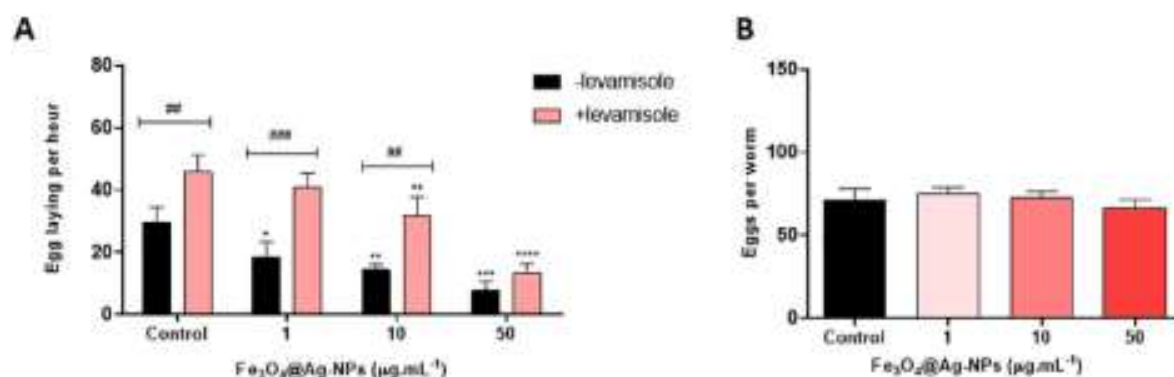 A
80
60
40
20
0
Egg laying per hour
-levamisole
+levamisole
##
###
##
*
**
**
***
****
Control 1 10 50
Fe₃O₄@Ag-NPs (µg.mL⁻¹)
B
150
100
50
0
Eggs per worm
Control 1 10 50
Fe₃O₄@Ag-NPs (µg.mL⁻¹)